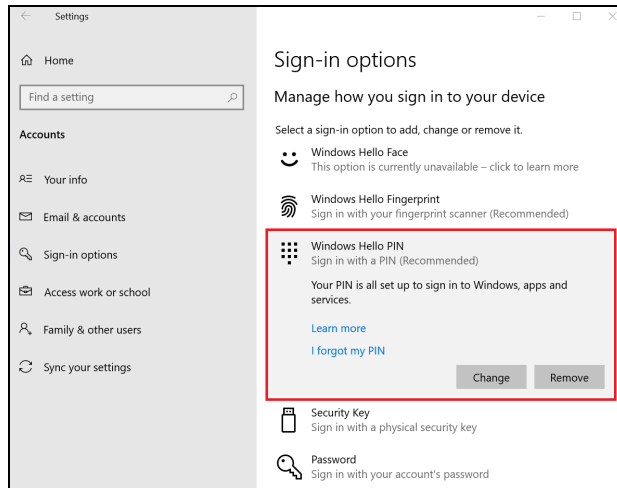 Settings
Home
Find a setting
Accounts
Your info
Email & accounts
Sign-in options
Access work or school
Family & other users
Sync your settings
Sign-in options
Manage how you sign in to your device
Select a sign-in option to add, change or remove it.
Windows Hello Face
This option is currently unavailable – click to learn more
Windows Hello Fingerprint
Sign in with your fingerprint scanner (Recommended)
Windows Hello PIN
Sign in with a PIN (Recommended)
Your PIN is all set up to sign in to Windows, apps and
services.
Learn more
I forgot my PIN
Change Remove
Security Key
Sign in with a physical security key
Password
Sign in with your account's password